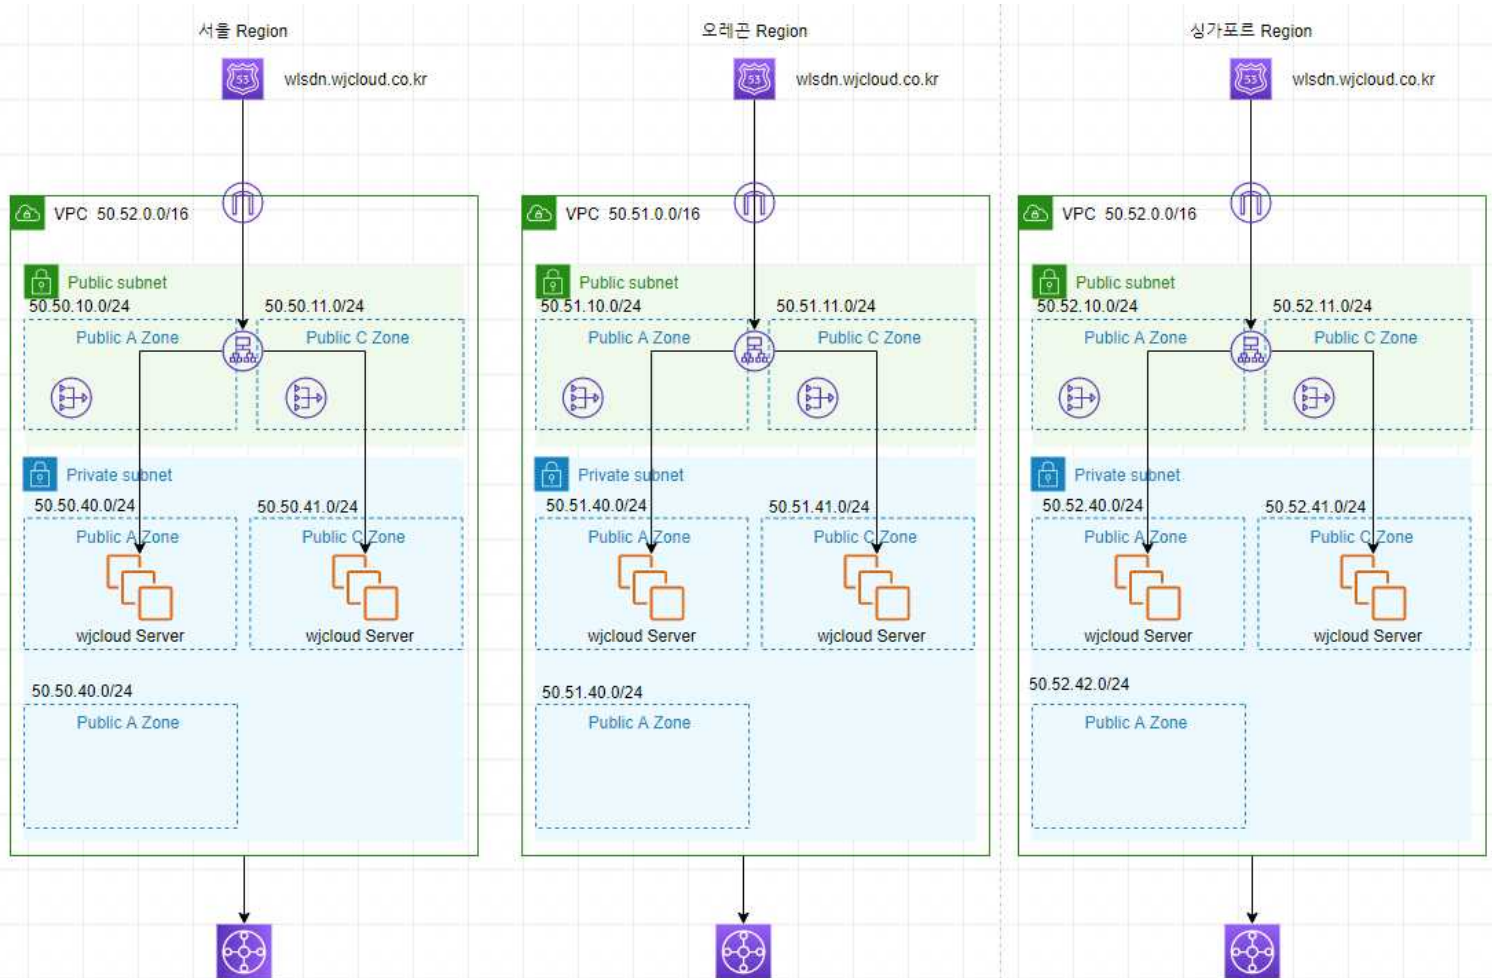 서울 Region
wlsdn.wjcloud.co.kr
VPC 50.52.0.0/16
Public subnet
50.50.10.0/24
50.50.11.0/24
Public A Zone
Public C Zone
Private subnet
50.50.40.0/24
50.50.41.0/24
Public A Zone
Public C Zone
wjcloud Server
wjcloud Server
50.50.40.0/24
Public A Zone
오레곤 Region
wlsdn.wjcloud.co.kr
VPC 50.51.0.0/16
Public subnet
50.51.10.0/24
50.51.11.0/24
Public A Zone
Public C Zone
Private subnet
50.51.40.0/24
50.51.41.0/24
Public A Zone
Public C Zone
wjcloud Server
wjcloud Server
50.51.40.0/24
Public A Zone
싱가포르 Region
wlsdn.wjcloud.co.kr
VPC 50.52.0.0/16
Public subnet
50.52.10.0/24
50.52.11.0/24
Public A Zone
Public C Zone
Private subnet
50.52.40.0/24
50.52.41.0/24
Public A Zone
Public C Zone
wjcloud Server
wjcloud Server
50.52.42.0/24
Public A Zone
53
53
53